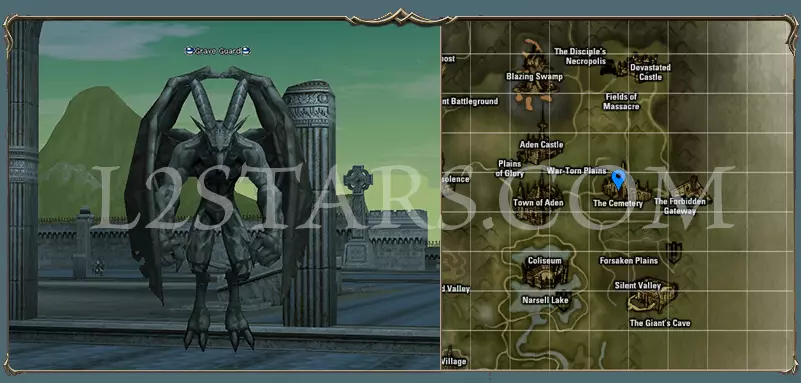 Grave Guard
L2STARS.COM
ost
The Disciple's
Necropolis
Blazing Swamp
Devastated
Castle
nt Battleground
Fields of
Massacre
Aden Castle
Plains
of Glory
War-Torn Plains
solence
Town of Aden
The Cemetery
The Forbidden
Gateway
Coliseum
Forsaken Plains
d Valley
Silent Valley
Narsell Lake
The Giant's Cave
Village